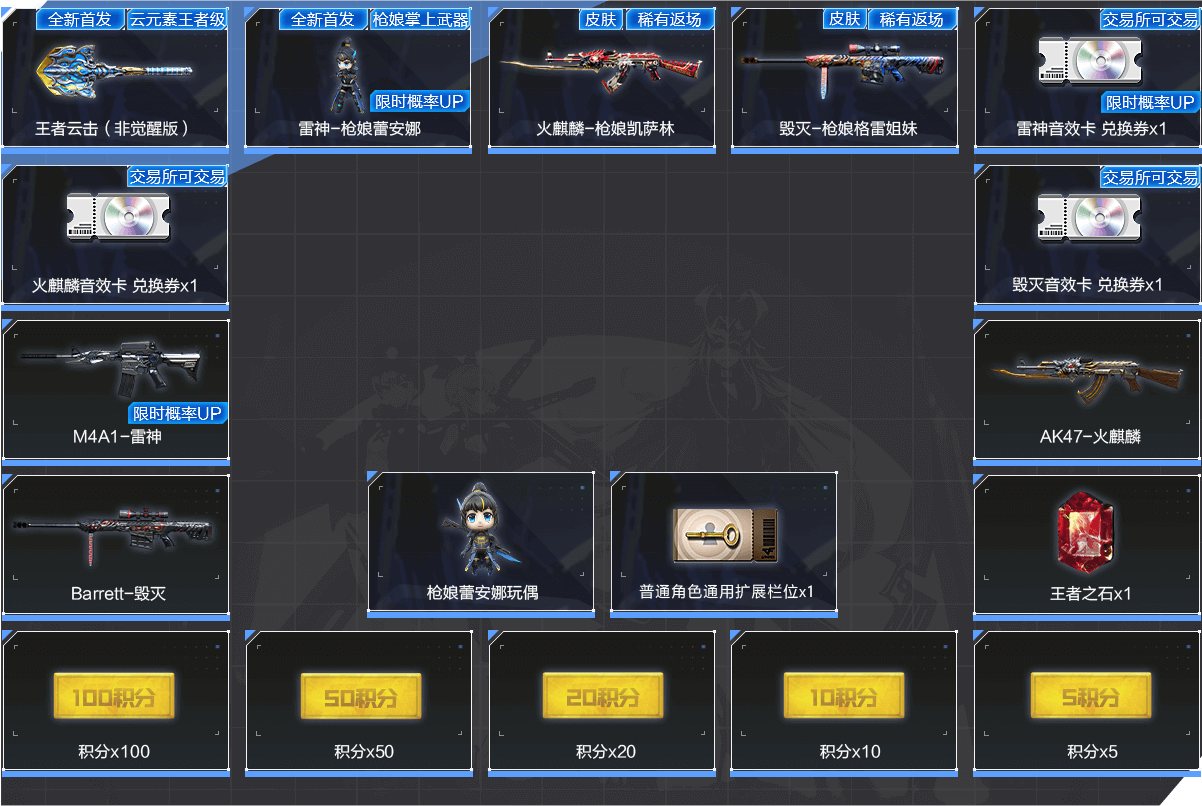 全新首发 云元素王者级
王者云击（非觉醒版）
全新首发 枪娘掌上武器
限时概率UP
雷神-枪娘蕾安娜
皮肤 稀有返场
火麒麟-枪娘凯萨林
皮肤 稀有返场
毁灭-枪娘格雷姐妹
交易所可交易
限时概率UP
雷神音效卡 兑换券x1
交易所可交易
火麒麟音效卡 兑换券x1
交易所可交易
毁灭音效卡 兑换券x1
限时概率UP
M4A1-雷神
AK47-火麒麟
Barrett-毁灭
枪娘蕾安娜玩偶
普通角色通用扩展栏位x1
王者之石x1
100积分
积分x100
50积分
积分x50
20积分
积分x20
10积分
积分x10
5积分
积分x5